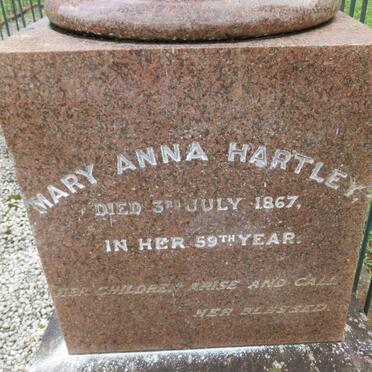 MARY ANNA HARTLEY,
DIED 3RD JULY 1867,
IN HER 59TH YEAR.
HER CHILDREN ARISE AND CALL
HER BLESSED.